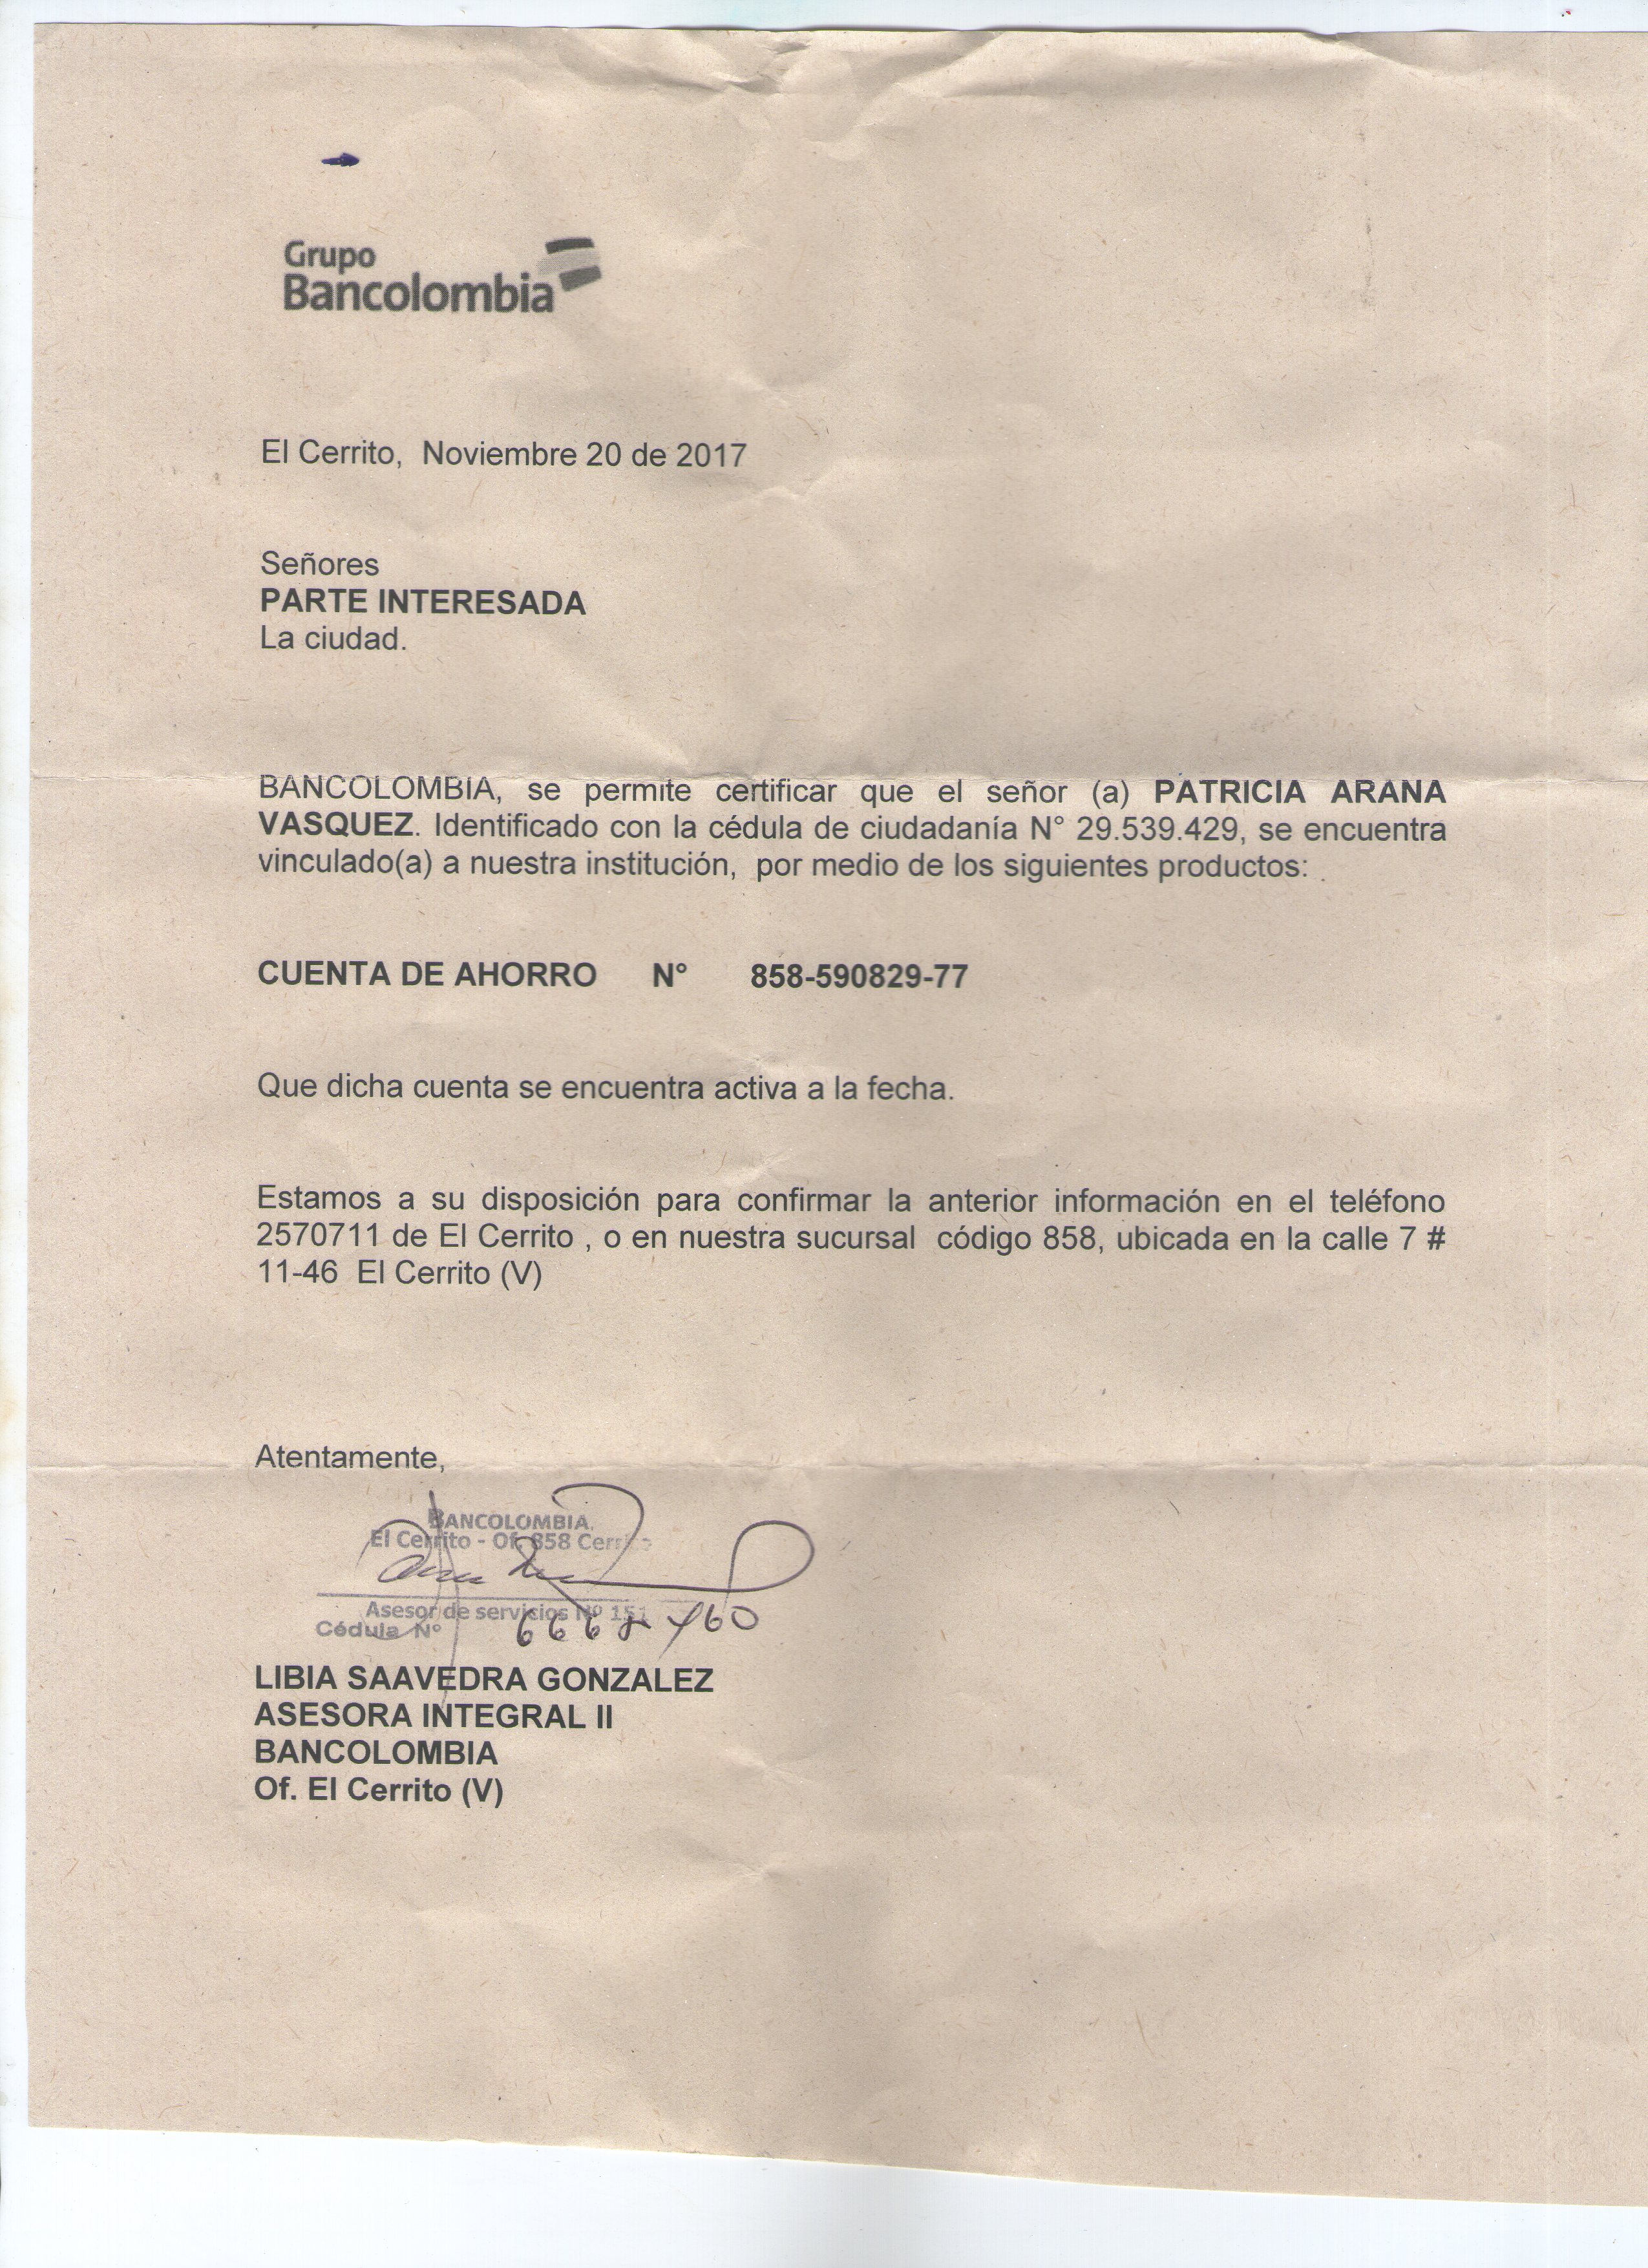 Grupo
Bancolombia
El Cerrito, Noviembre 20 de 2017
Señores
PARTE INTERESADA
La ciudad.
BANCOLOMBIA, se permite certificar que el señor (a) PATRICIA ARANA
VASQUEZ. Identificado con la cédula de ciudadanía N° 29.539.429, se encuentra
vinculado(a) a nuestra institución, por medio de los siguientes productos:
CUENTA DE AHORRO N° 858-590829-77
Que dicha cuenta se encuentra activa a la fecha.
Estamos a su disposición para confirmar la anterior información en el teléfono
2570711 de El Cerrito , o en nuestra sucursal código 858, ubicada en la calle 7 #
11-46 El Cerrito (V)
Atentamente,
BANCOLOMBIA
El Cerrito - Of. 858 Cerrito
Asesor de servicios Nº 151
Cédula Nº
LIBIA SAAVEDRA GONZALEZ
ASESORA INTEGRAL II
BANCOLOMBIA
Of. El Cerrito (V)